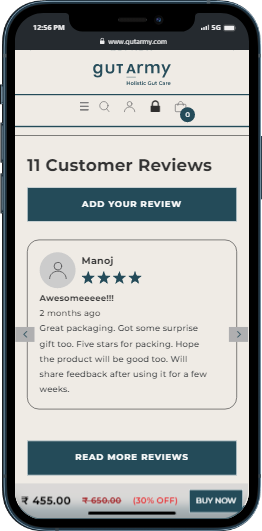 12:56 PM
5G
www.gutarmy.com
gut Army
Holistic Gut Care
0
11 Customer Reviews
ADD YOUR REVIEW
Manoj
Awesomeeeee!!!
2 months ago
Great packaging. Got some surprise
gift too. Five stars for packing. Hope
the product will be good too. Will
share feedback after using it for a few
weeks.
READ MORE REVIEWS
₹ 455.00 ₹ 650.00 (30% OFF) BUY NOW